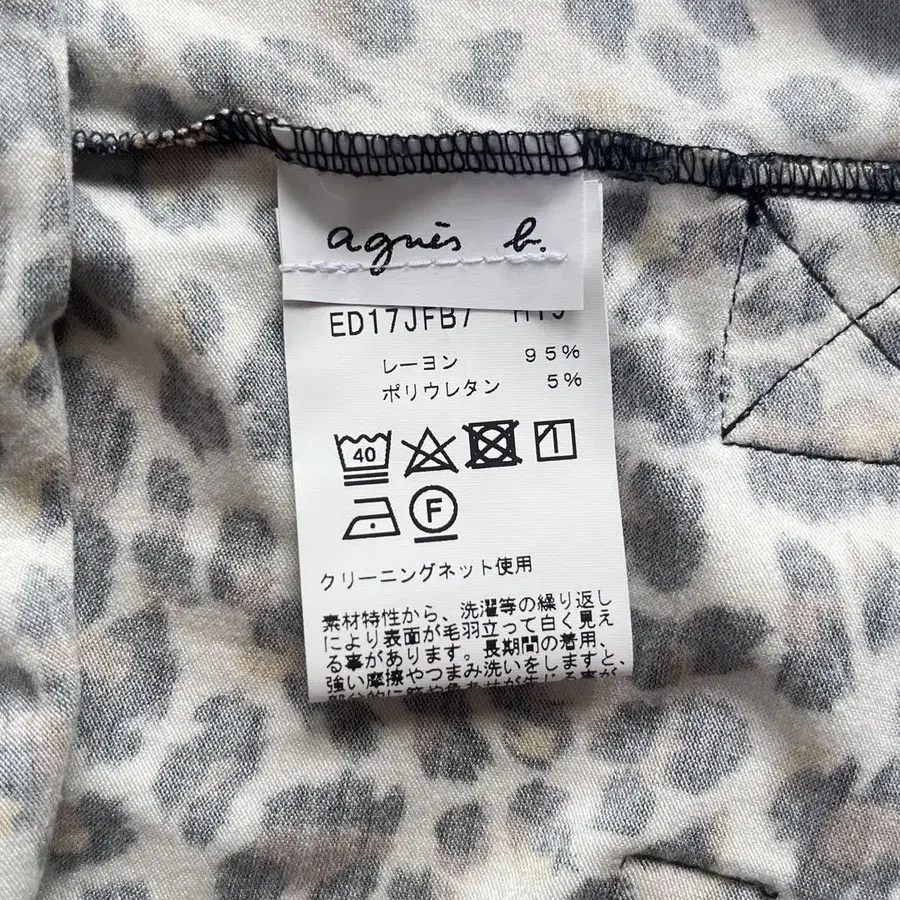 agnès b.
ED17JFB7
レーヨン 95%
ポリウレタン 5%
40
F
クリーニングネット使用
素材特性から、洗濯等の繰り返し
により表面が毛羽立って白く見え
る事があります。長期間の着用、
強い摩擦やつまみ洗いをしますと、